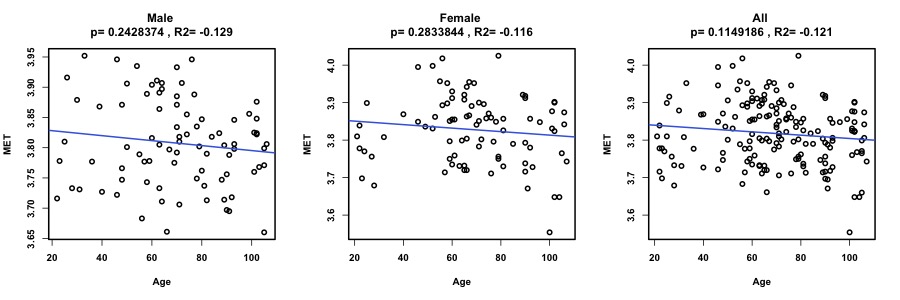 Male
p= 0.2428374 , R2= -0.129
MET
3.95
3.90
3.85
3.80
3.75
3.70
3.65
20 40 60 80 100
Age
Female
p= 0.2833844 , R2= -0.116
MET
4.0
3.9
3.8
3.7
3.6
20 40 60 80 100
Age
All
p= 0.1149186 , R2= -0.121
MET
4.0
3.9
3.8
3.7
3.6
20 40 60 80 100
Age